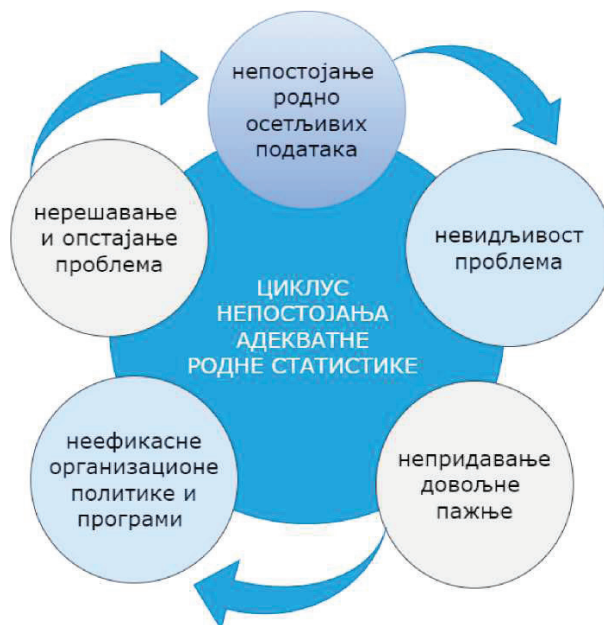 непостојање
родно
осетљивих
података
невидљивост
проблема
непридавање
довољне
пажње
неефикасне
организационе
политике и
програми
нерешавање
и опстајање
проблема
ЦИКЛУС
НЕПОСТОЈАЊА
АДЕКВАТНЕ
РОДНЕ СТАТИСТИКЕ